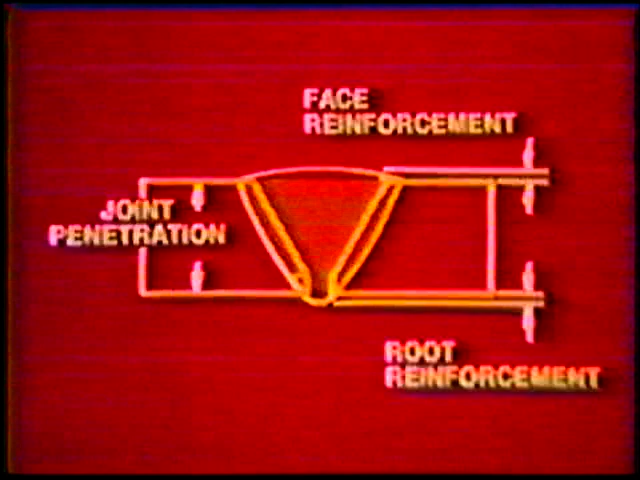 FACE
REINFORCEMENT
JOINT
PENETRATION
ROOT
REINFORCEMENT